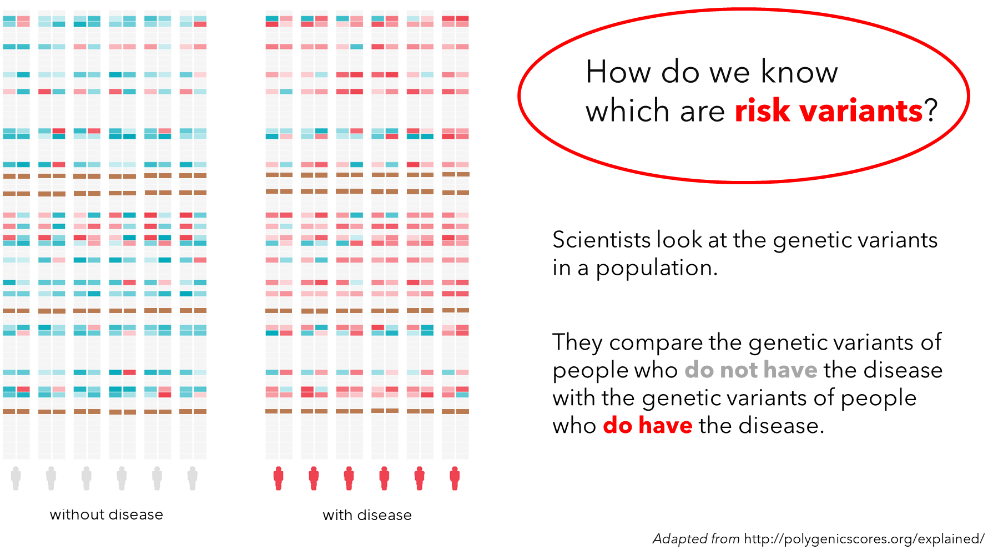 How do we know
which are risk variants?
Scientists look at the genetic variants
in a population.
They compare the genetic variants of
people who do not have the disease
with the genetic variants of people
who do have the disease.
without disease
with disease
Adapted from http://polygenicscores.org/explained/